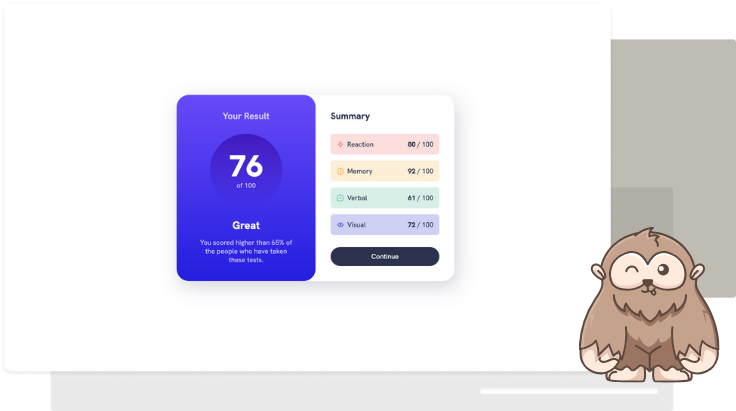 Your Result
76
of 100
Great
You scored higher than 65% of
the people who have taken
these tests.
Summary
Reaction 80 / 100
Memory 92 / 100
Verbal 61 / 100
Visual 72 / 100
Continue